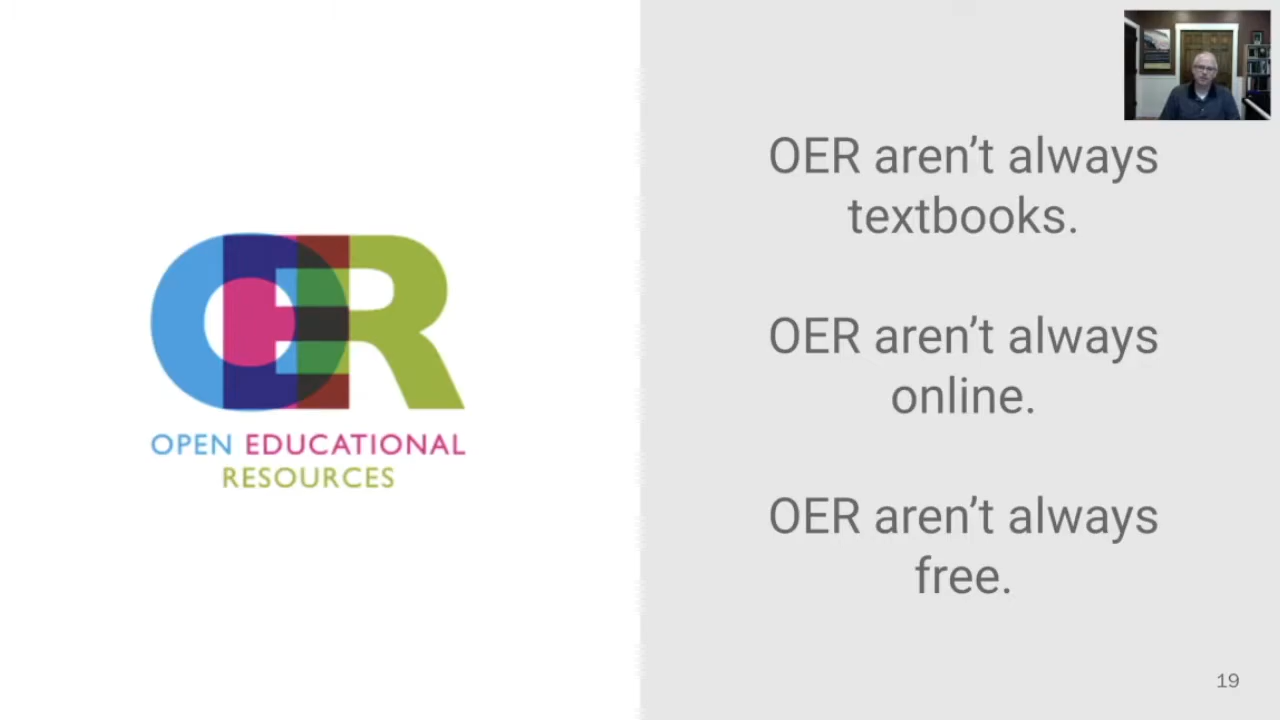 OER
OPEN EDUCATIONAL
RESOURCES
OER aren’t always
textbooks.
OER aren’t always
online.
OER aren’t always
free.
19